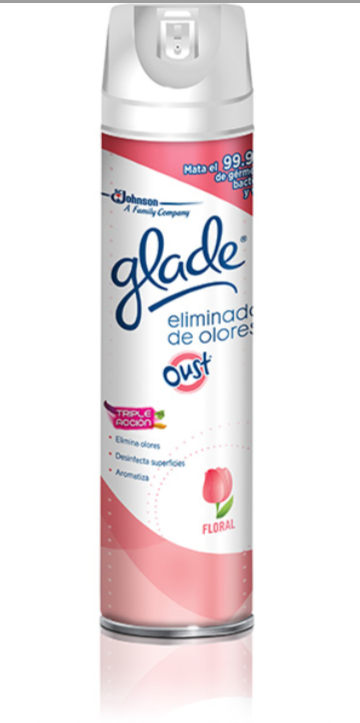 Mata el 99.9
de gérme
bact
y
Johnson
A Family Company
glade®
eliminado
de olores
Oust
TRIPLE
ACCIÓN
• Elimina olores
• Desinfecta superficies
• Aromatiza
FLORAL